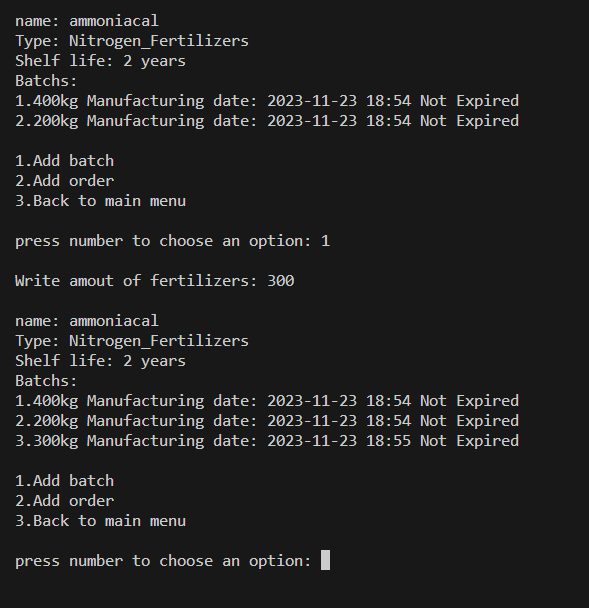 name: ammoniacal
Type: Nitrogen_Fertilizers
Shelf life: 2 years
Batchs:
1.400kg Manufacturing date: 2023-11-23 18:54 Not Expired
2.200kg Manufacturing date: 2023-11-23 18:54 Not Expired
1.Add batch
2.Add order
3.Back to main menu
press number to choose an option: 1
Write amout of fertilizers: 300
name: ammoniacal
Type: Nitrogen_Fertilizers
Shelf life: 2 years
Batchs:
1.400kg Manufacturing date: 2023-11-23 18:54 Not Expired
2.200kg Manufacturing date: 2023-11-23 18:54 Not Expired
3.300kg Manufacturing date: 2023-11-23 18:55 Not Expired
1.Add batch
2.Add order
3.Back to main menu
press number to choose an option: